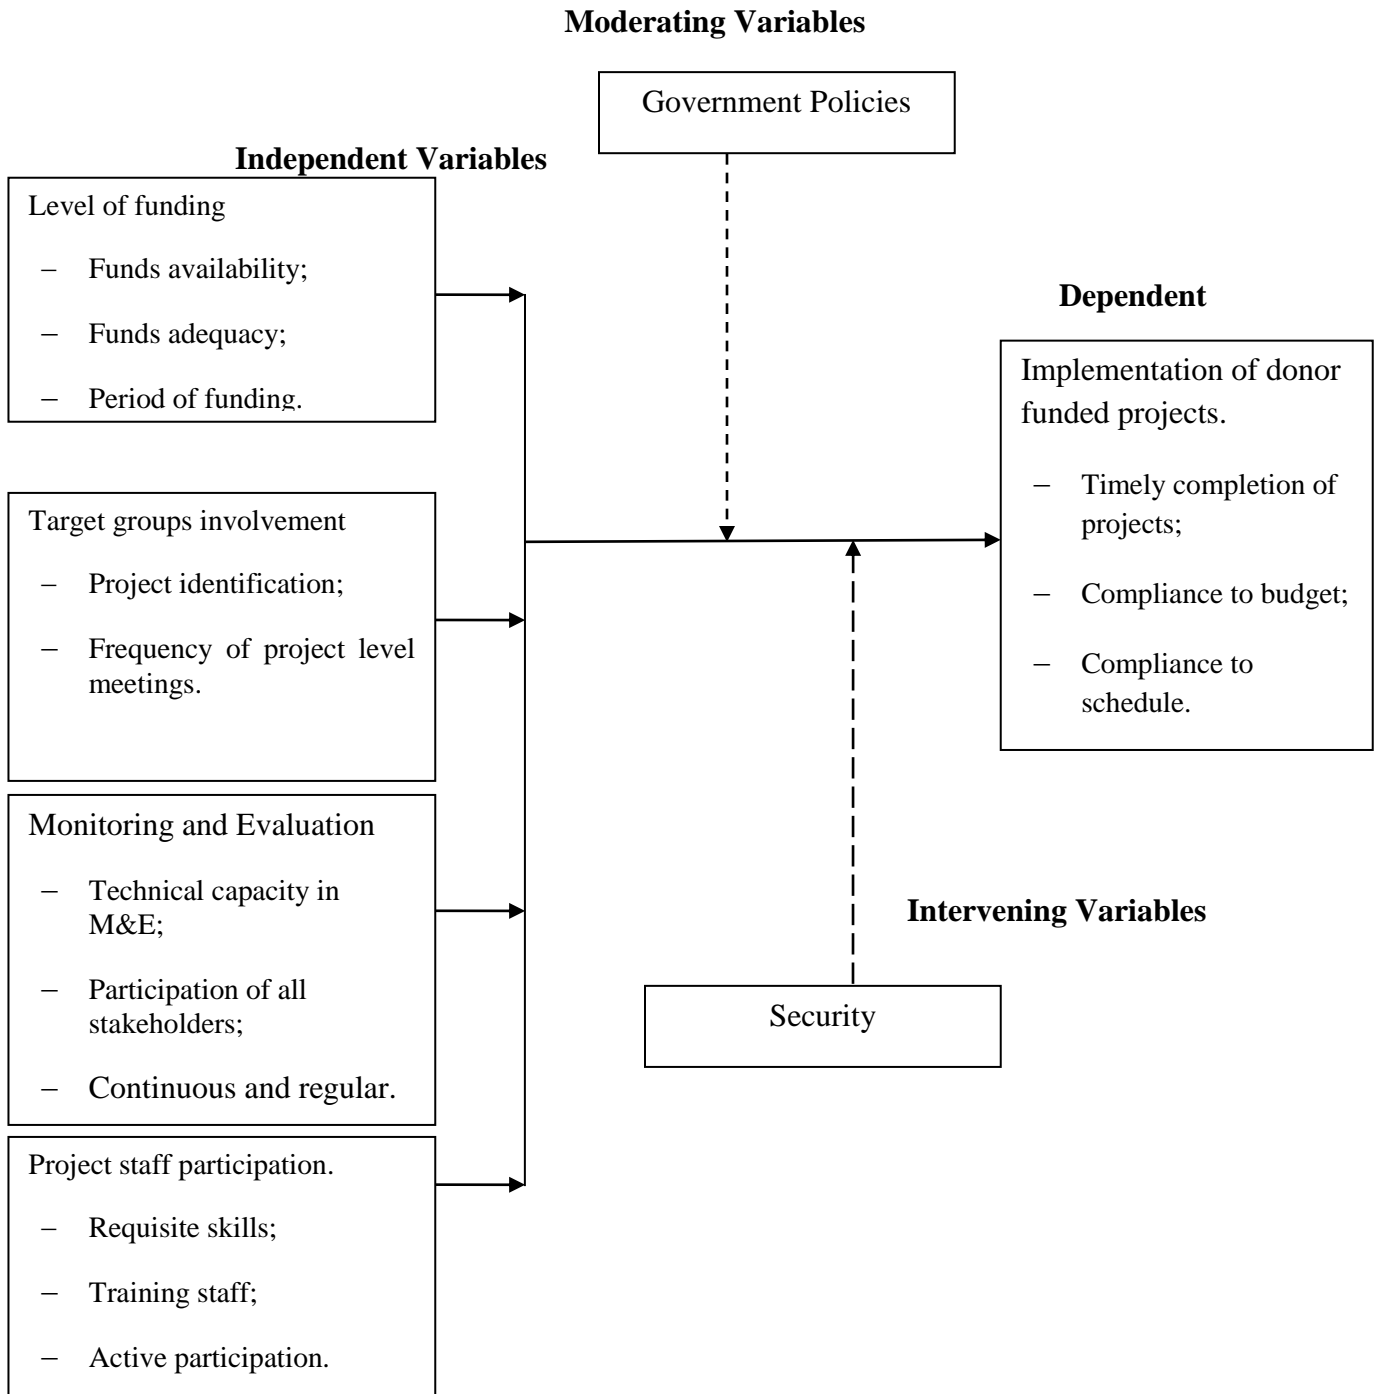 Moderating Variables
Government Policies
Independent Variables
Level of funding
– Funds availability;
– Funds adequacy;
– Period of funding.
Target groups involvement
– Project identification;
– Frequency of project level
meetings.
Monitoring and Evaluation
– Technical capacity in
M&E;
– Participation of all
stakeholders;
– Continuous and regular.
Project staff participation.
– Requisite skills;
– Training staff;
– Active participation.
Dependent
Implementation of donor
funded projects.
– Timely completion of
projects;
– Compliance to budget;
– Compliance to
schedule.
Intervening Variables
Security